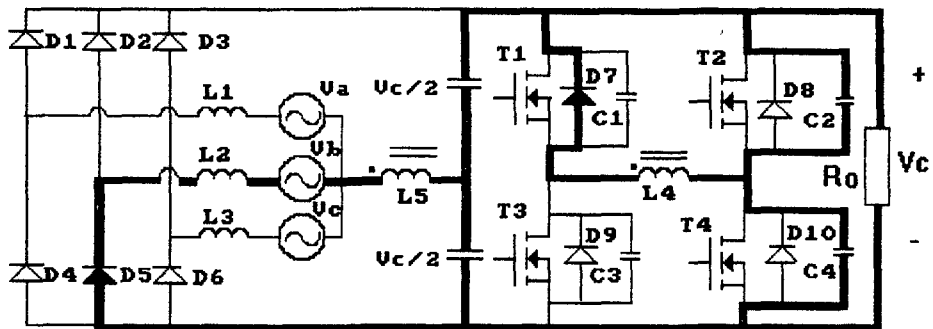 D1 D2 D3
T1 T2
D7 D8
C1 C2
L1 Va
Vc/2
L2 Vb
L5 L4
L3 Vc
Ro Vc
+
-
T3 T4
D9 D10
C3 C4
Vc/2
D4 D5 D6